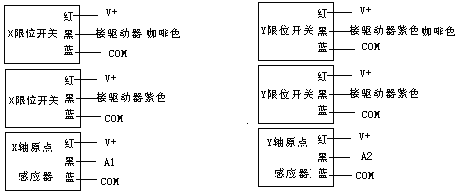 红 V+
X限位开关 黑 接驱动器 咖啡色
蓝 COM
红 V+
Y限位开关 黑 接驱动器紫色 咖啡色
蓝 COM
红 V+
X限位开关 黑 接驱动器紫色
蓝 COM
红 V+
Y限位开关 黑 接驱动器紫色
蓝 COM
X轴原点 红 V+
黑 A1
感应器 蓝 COM
Y轴原点 红 V+
黑 A2
感应器 蓝 COM